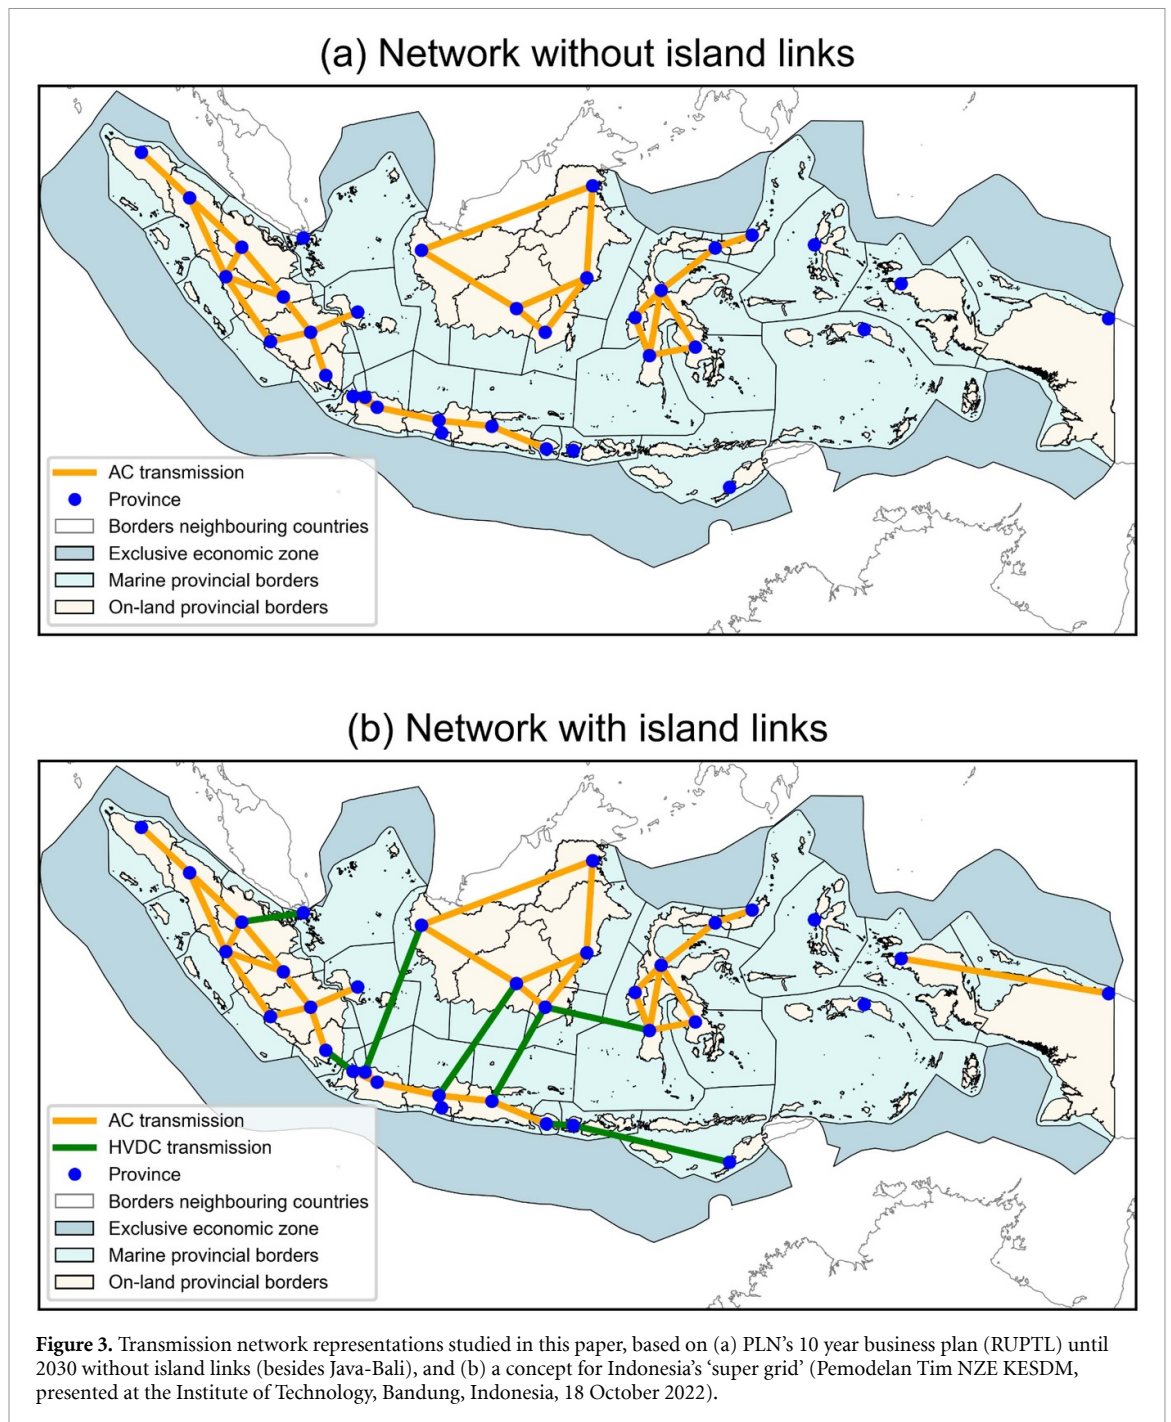 (a) Network without island links
AC transmission
Province
Borders neighbouring countries
Exclusive economic zone
Marine provincial borders
On-land provincial borders
(b) Network with island links
AC transmission
HVDC transmission
Province
Borders neighbouring countries
Exclusive economic zone
Marine provincial borders
On-land provincial borders
Figure 3. Transmission network representations studied in this paper, based on (a) PLN's 10 year business plan (RUPTL) until
2030 without island links (besides Java-Bali), and (b) a concept for Indonesia's 'super grid' (Pemodelan Tim NZE KESDM,
presented at the Institute of Technology, Bandung, Indonesia, 18 October 2022).